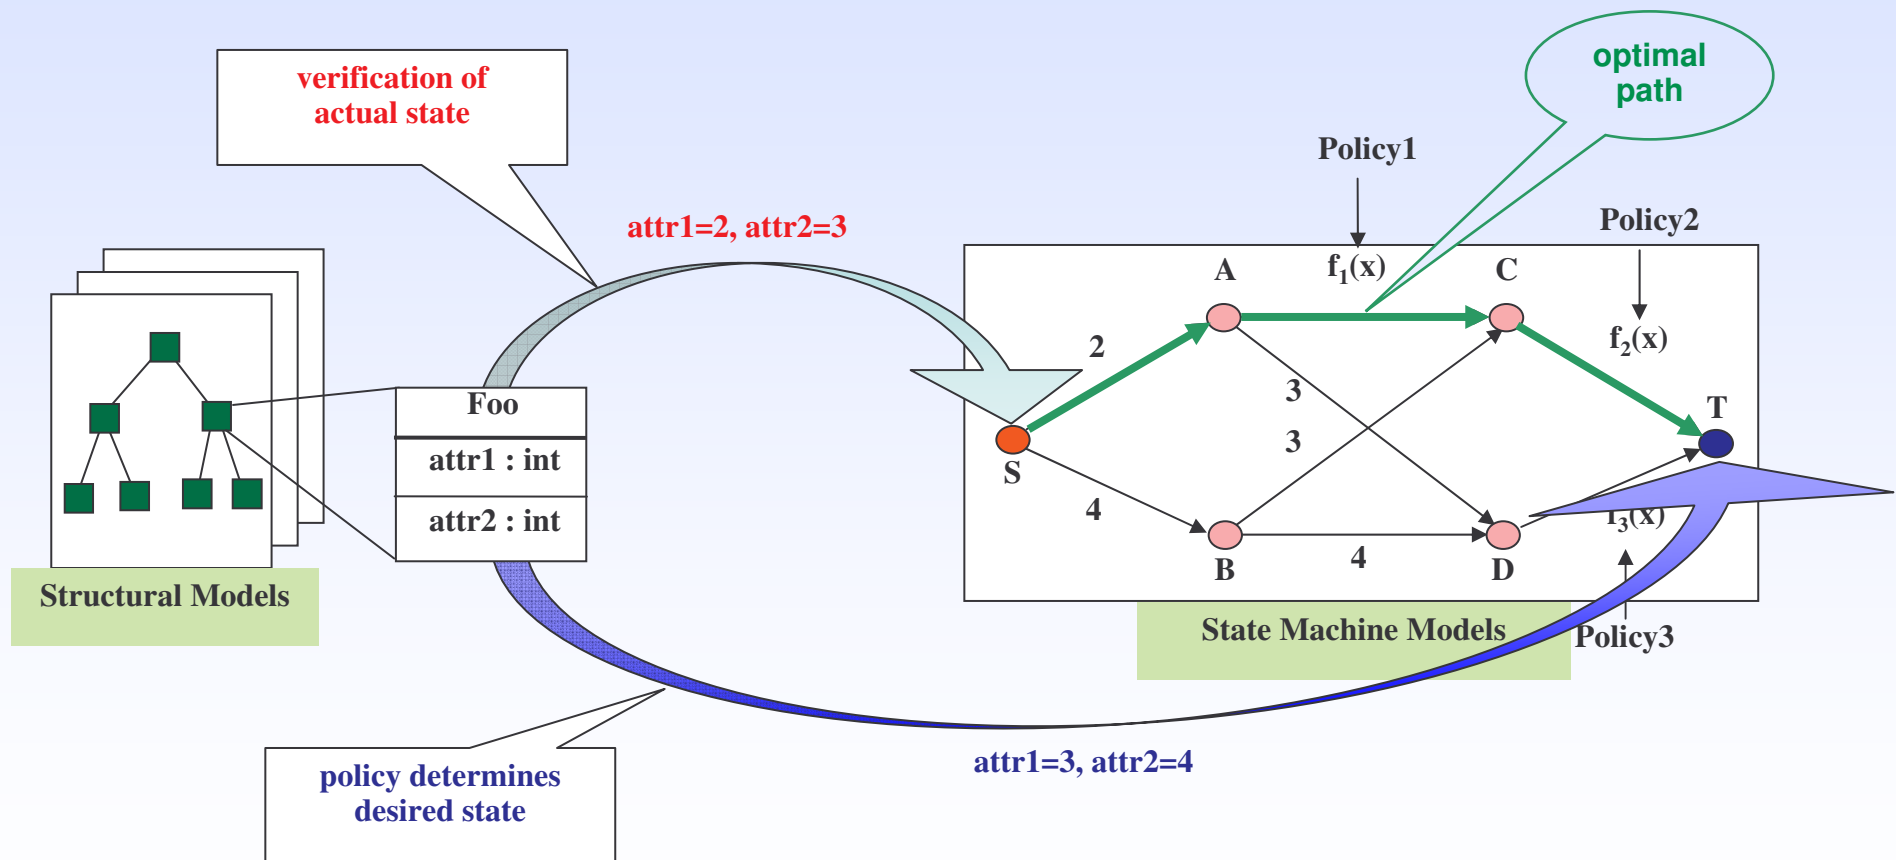 optimal
path
verification of
actual state
Policy1
attr1=2, attr2=3
Policy2
A
f1(x)
C
f2(x)
2
3
Foo
T
3
attr1 : int
S
4
attr2 : int
f3(x)
4
B
D
Structural Models
State Machine Models
Policy3
attr1=3, attr2=4
policy determines
desired state